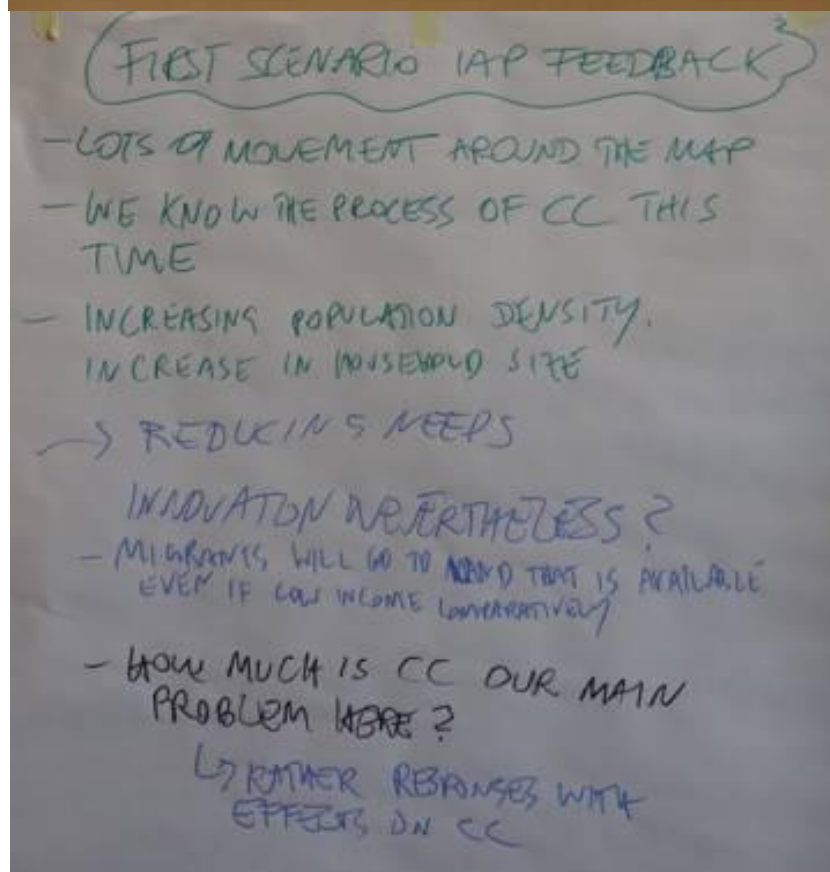 FIRST SCENARIO IAP FEEDBACK
- LOTS OF MOVEMENT AROUND THE MAP
- WE KNOW THE PROCESS OF CC THIS
TIME
- INCREASING POPULATION DENSITY.
INCREASE IN HOUSEHOLD SIZE
→ REDUCING NEEDS
INNOVATION NEVERTHELESS?
- MIGRANTS WILL GO TO LAND THAT IS AVAILABLE
EVEN IF LOW INCOME COMPARATIVELY
- HOW MUCH IS CC OUR MAIN
PROBLEM HERE?
↳ RATHER RESPONSES WITH
EFFECTS ON CC